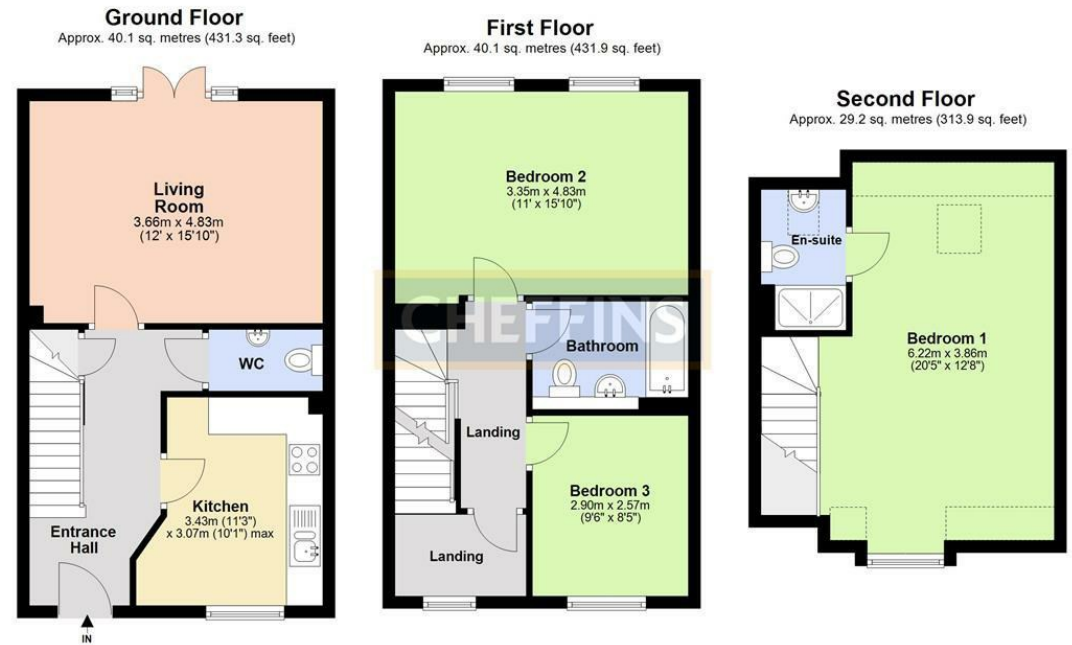 Ground Floor
Approx. 40.1 sq. metres (431.3 sq. feet)
Living
Room
3.66m x 4.83m
(12' x 15'10")
WC
Kitchen
3.43m (11'3")
x 3.07m (10'1") max
Entrance
Hall
IN
First Floor
Approx. 40.1 sq. metres (431.9 sq. feet)
Bedroom 2
3.35m x 4.83m
(11' x 15'10")
CHEFFINS
Bathroom
Landing
Bedroom 3
2.90m x 2.57m
(9'6" x 8'5")
Landing
Second Floor
Approx. 29.2 sq. metres (313.9 sq. feet)
En-suite
Bedroom 1
6.22m x 3.86m
(20'5" x 12'8")